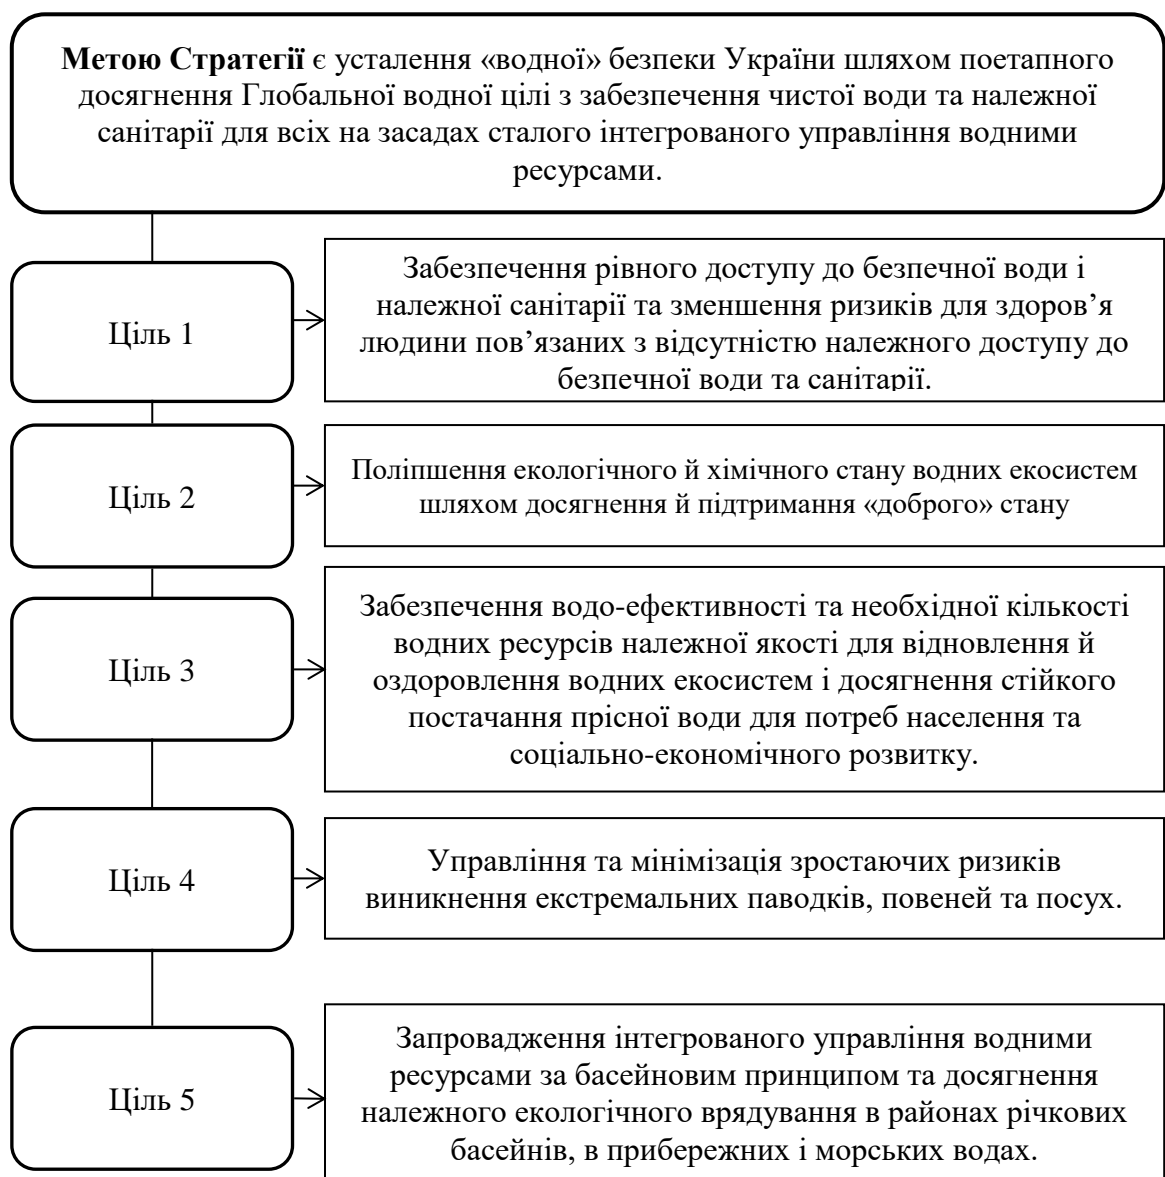 Метою Стратегії є усталення «водної» безпеки України шляхом поетапного
досягнення Глобальної водної цілі з забезпечення чистої води та належної
санітарії для всіх на засадах сталого інтегрованого управління водними
ресурсами.
Ціль 1
Забезпечення рівного доступу до безпечної води і
належної санітарії та зменшення ризиків для здоров’я
людини пов’язаних з відсутністю належного доступу до
безпечної води та санітарії.
Ціль 2
Поліпшення екологічного й хімічного стану водних екосистем
шляхом досягнення й підтримання «доброго» стану
Ціль 3
Забезпечення водо-ефективності та необхідної кількості
водних ресурсів належної якості для відновлення й
оздоровлення водних екосистем і досягнення стійкого
постачання прісної води для потреб населення та
соціально-економічного розвитку.
Ціль 4
Управління та мінімізація зростаючих ризиків
виникнення екстремальних паводків, повеней та посух.
Ціль 5
Запровадження інтегрованого управління водними
ресурсами за басейновим принципом та досягнення
належного екологічного врядування в районах річкових
басейнів, в прибережних і морських водах.